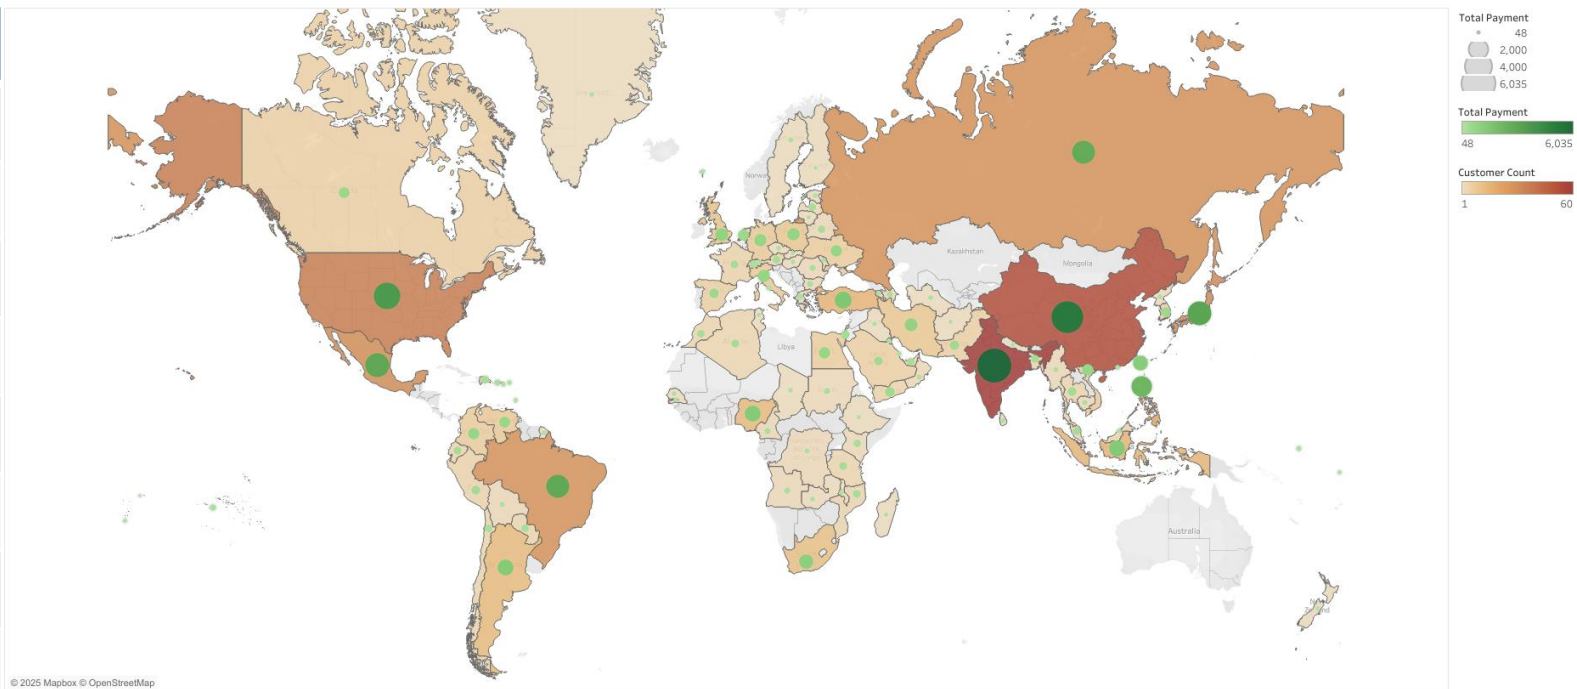 Total Payment
48
2,000
4,000
6,035
Total Payment
48 6,035
Customer Count
1 60
Norway
Kazakhstan
Mongolia
Libya
Australia
© 2025 Mapbox © OpenStreetMap